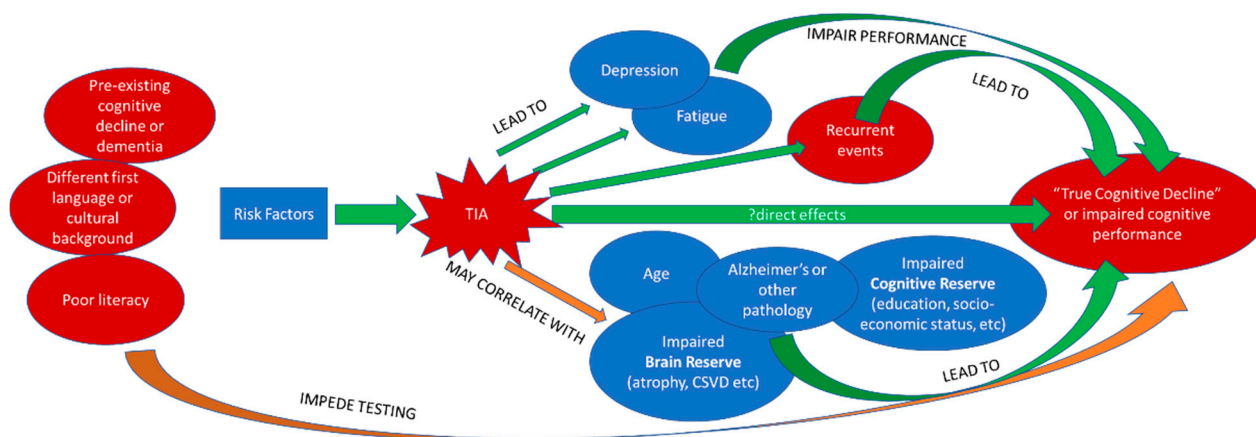 Pre-existing
cognitive
decline or
dementia
Different first
language or
cultural
background
Poor literacy
Risk Factors
TIA
LEAD TO
Depression
Fatigue
IMPAIR PERFORMANCE
LEAD TO
Recurrent
events
?direct effects
"True Cognitive Decline"
or impaired cognitive
performance
MAY CORRELATE WITH
Age
Alzheimer's or
other
pathology
Impaired
Cognitive Reserve
(education, socio-
economic status, etc)
Impaired
Brain Reserve
(atrophy, CSVD etc)
LEAD TO
IMPEDE TESTING